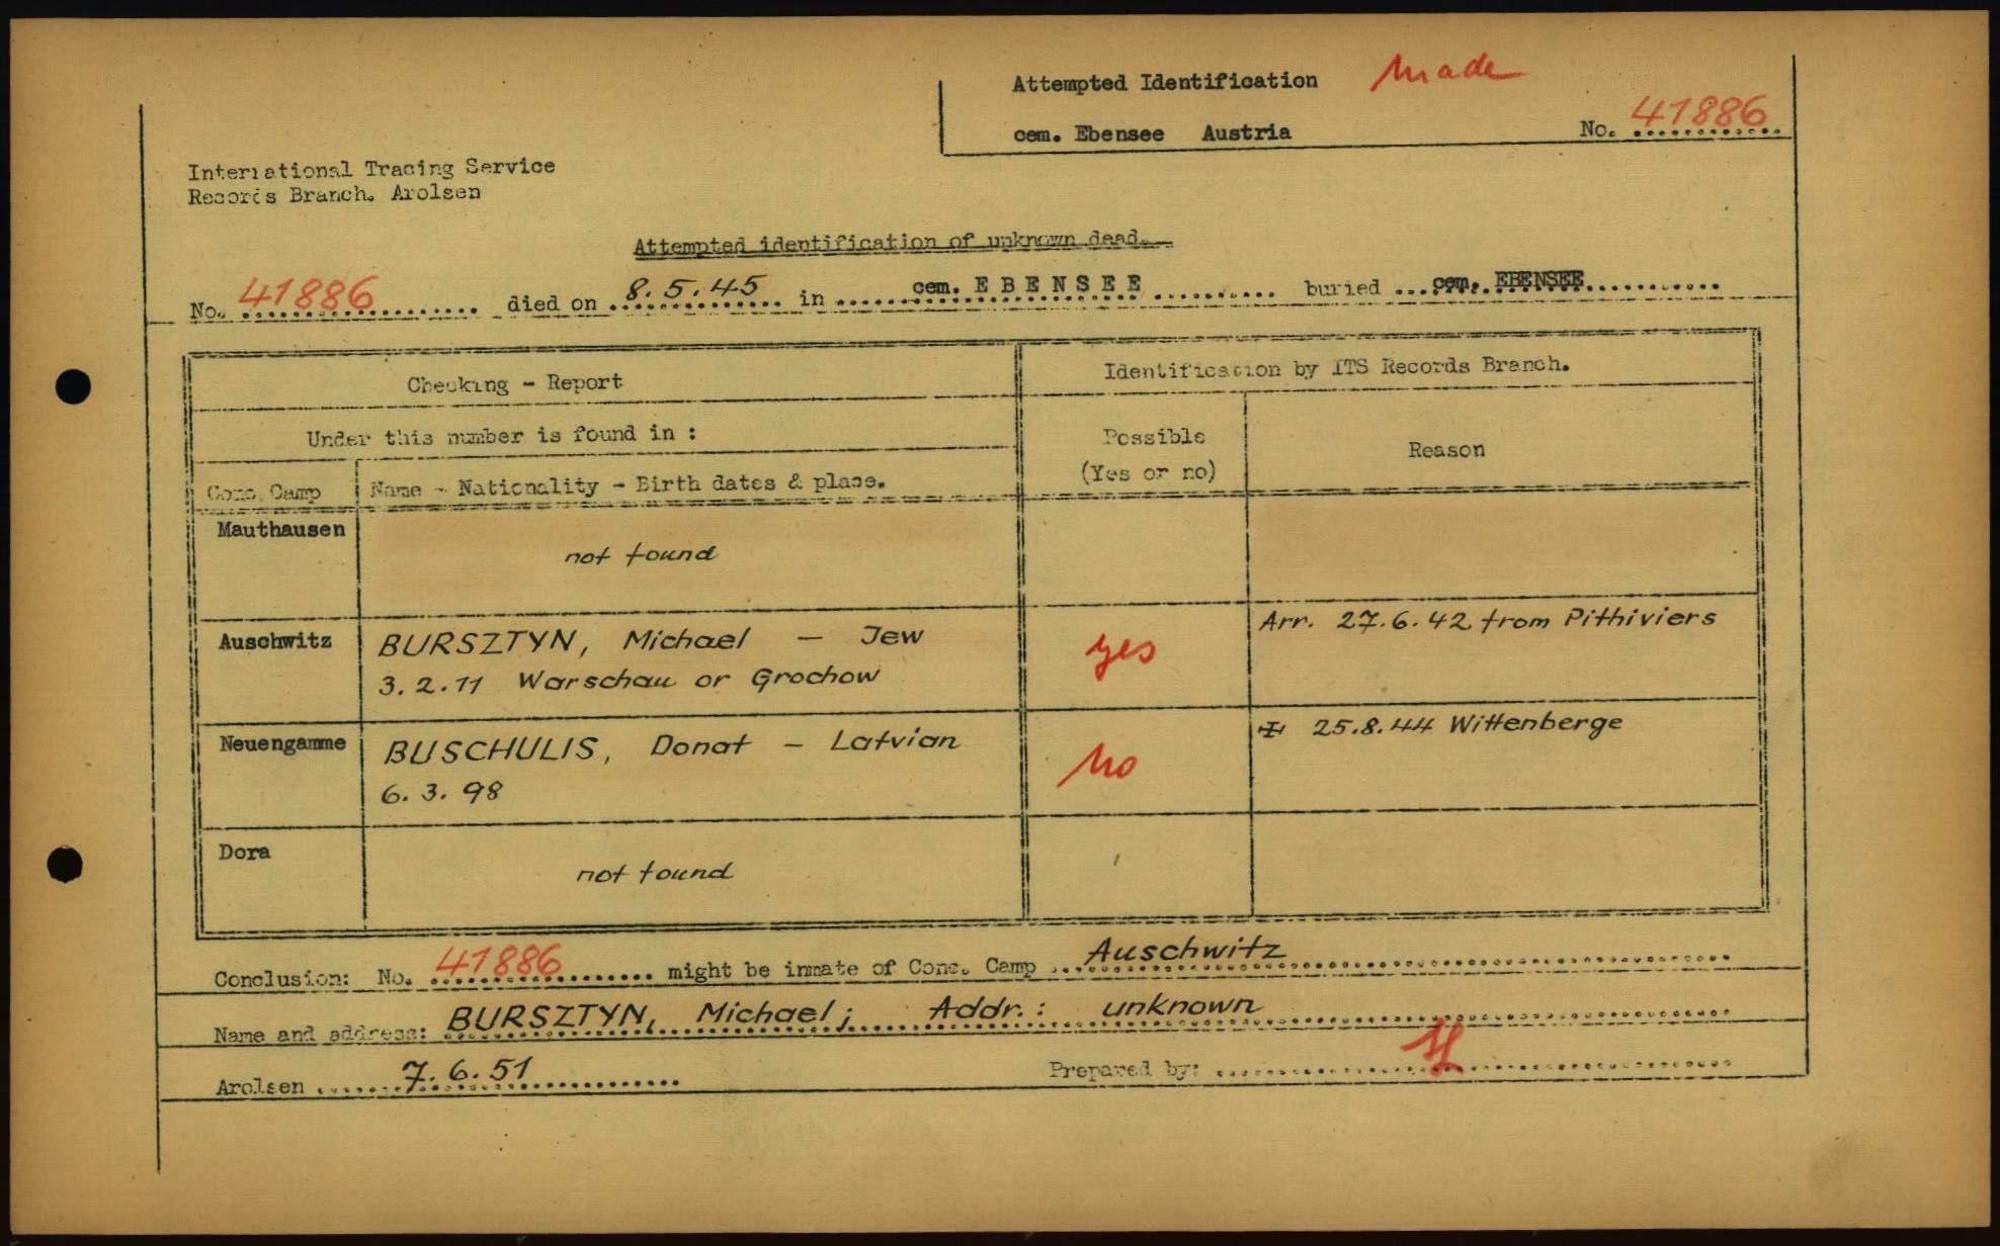 Attempted Identification made
cem. Ebensee Austria No. 41886
International Tracing Service
Records Branch. Arolsen
Attempted identification of unknown dead.
No. 41886 died on 8.5.45 in cem. EBENSEE buried cem. EBENSEE
Checking - Report
Identification by ITS Records Branch.
Under this number is found in :
Possible
(Yes or no)
Reason
Conc. Camp Name - Nationality - Birth dates & place.
Mauthausen
not found
Auschwitz BURSZTYN, Michael — Jew
3.2.11 Warschau or Grochow
yes
Arr. 27.6.42 from Pithiviers
Neuengamme BUSCHULIS, Donat - Latvian
6.3.98
no
25.8.44 Wittenberge
Dora
not found
Conclusion: No. 41886 might be inmate of Conc. Camp Auschwitz
Name and address: BURSZTYN, Michael; Addr.: unknown
Arolsen 7.6.51 Prepared by: